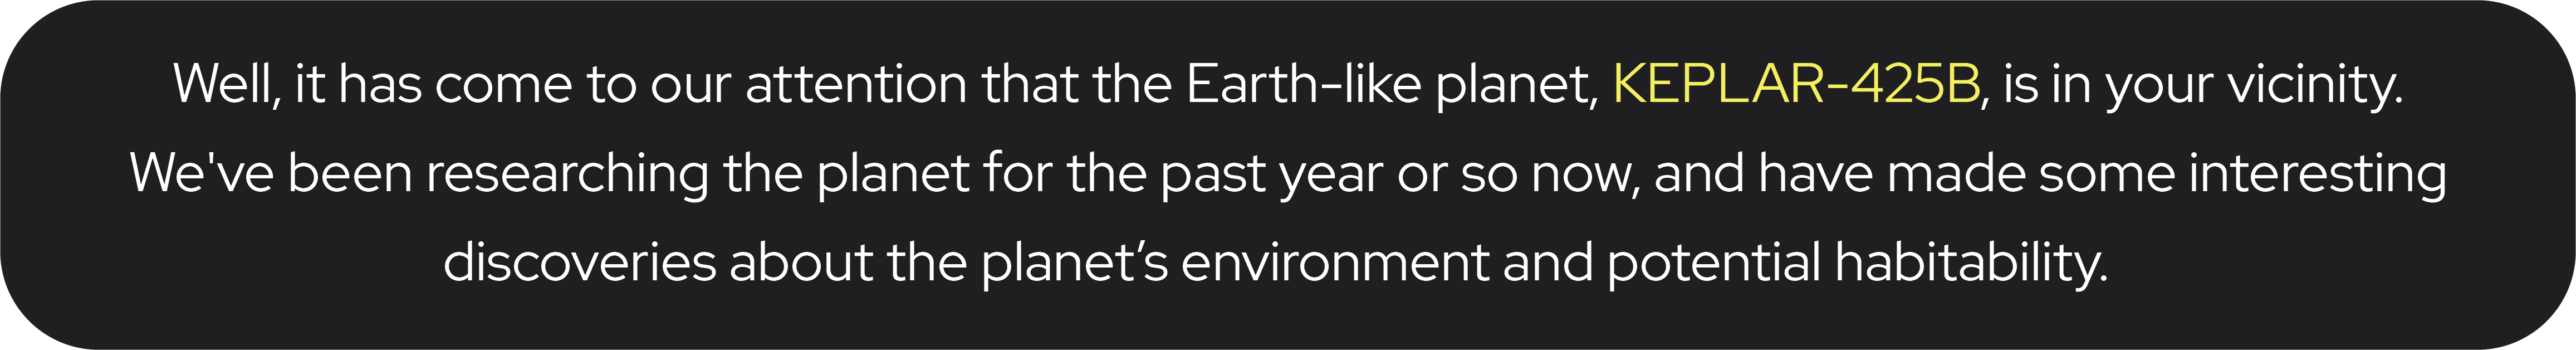 Well, it has come to our attention that the Earth-like planet, KEPLAR-425B, is in your vicinity.
We've been researching the planet for the past year or so now, and have made some interesting
discoveries about the planet’s environment and potential habitability.